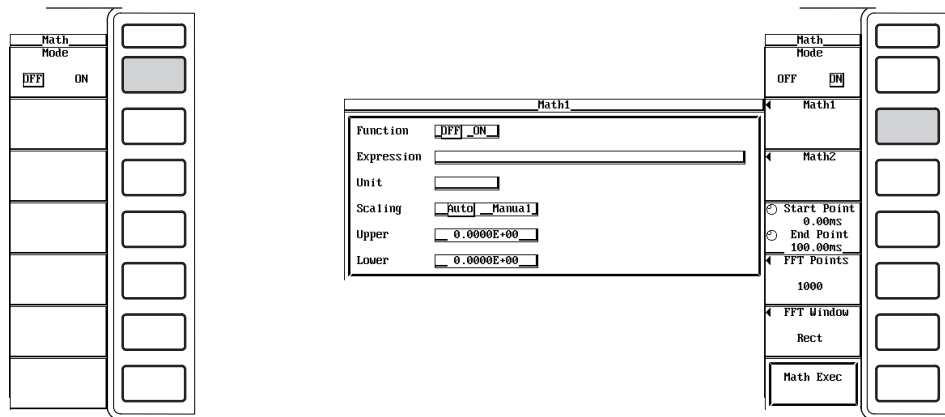 Math
Mode
OFF ON
Math1
Function OFF ON
Expression
Unit
Scaling Auto Manual
Upper 0.0000E+00
Lower 0.0000E+00
Math
Mode
OFF ON
Math1
Math2
Start Point
0.00ms
End Point
100.00ms
FFT Points
1000
FFT Window
Rect
Math Exec